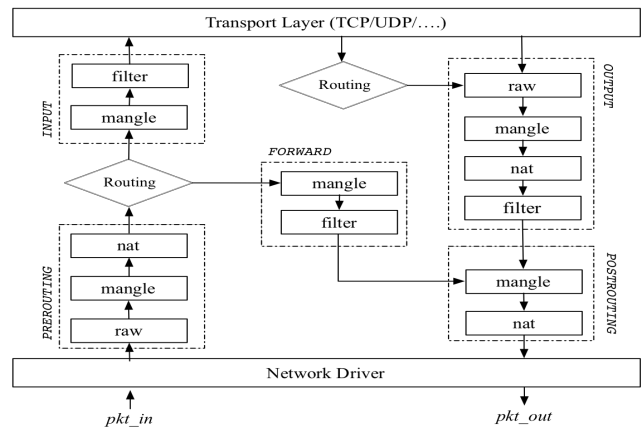 Transport Layer (TCP/UDP/....)
INPUT
filter
mangle
Routing
OUTPUT
raw
mangle
nat
filter
FORWARD
mangle
filter
Routing
PREROUTING
nat
mangle
raw
POSTROUTING
mangle
nat
Network Driver
pkt_in
pkt_out